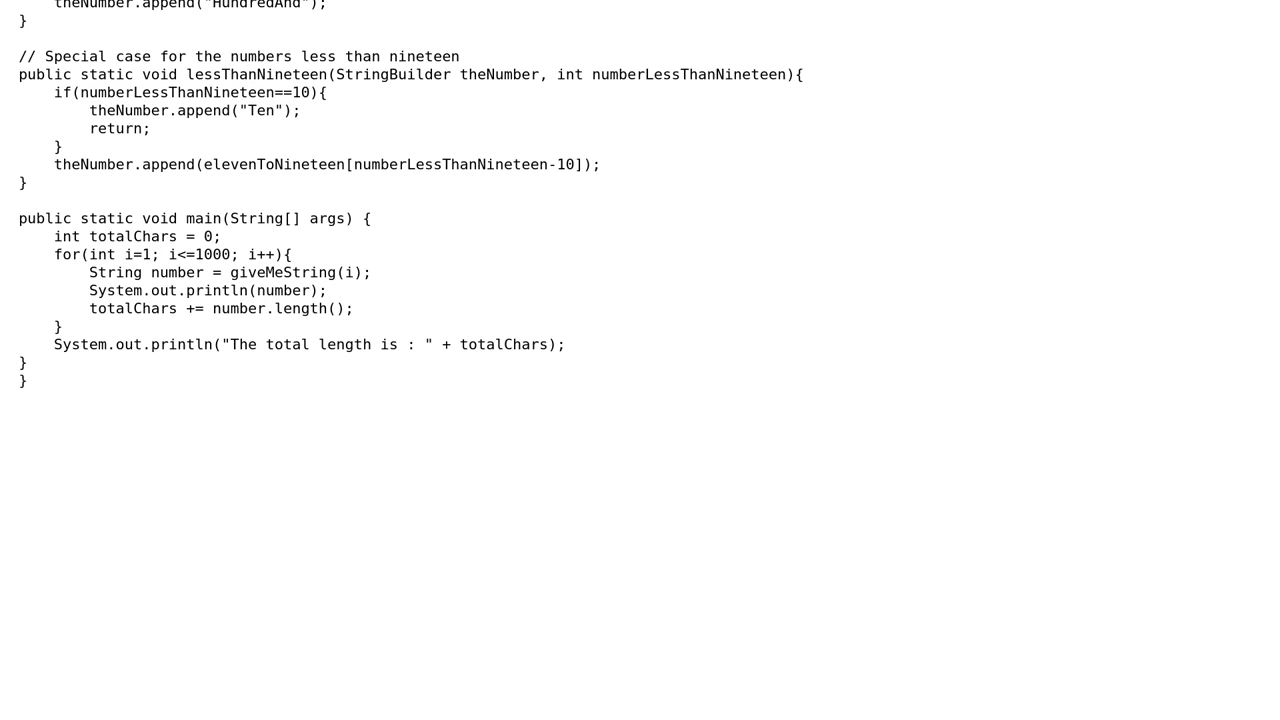 theNumber.append("HundredAnd");
}

// Special case for the numbers less than nineteen
public static void lessThanNineteen(StringBuilder theNumber, int numberLessThanNineteen){
    if(numberLessThanNineteen==10){
        theNumber.append("Ten");
        return;
    }
    theNumber.append(elevenToNineteen[numberLessThanNineteen-10]);
}

public static void main(String[] args) {
    int totalChars = 0;
    for(int i=1; i<=1000; i++){
        String number = giveMeString(i);
        System.out.println(number);
        totalChars += number.length();
    }
    System.out.println("The total length is : " + totalChars);
}
}